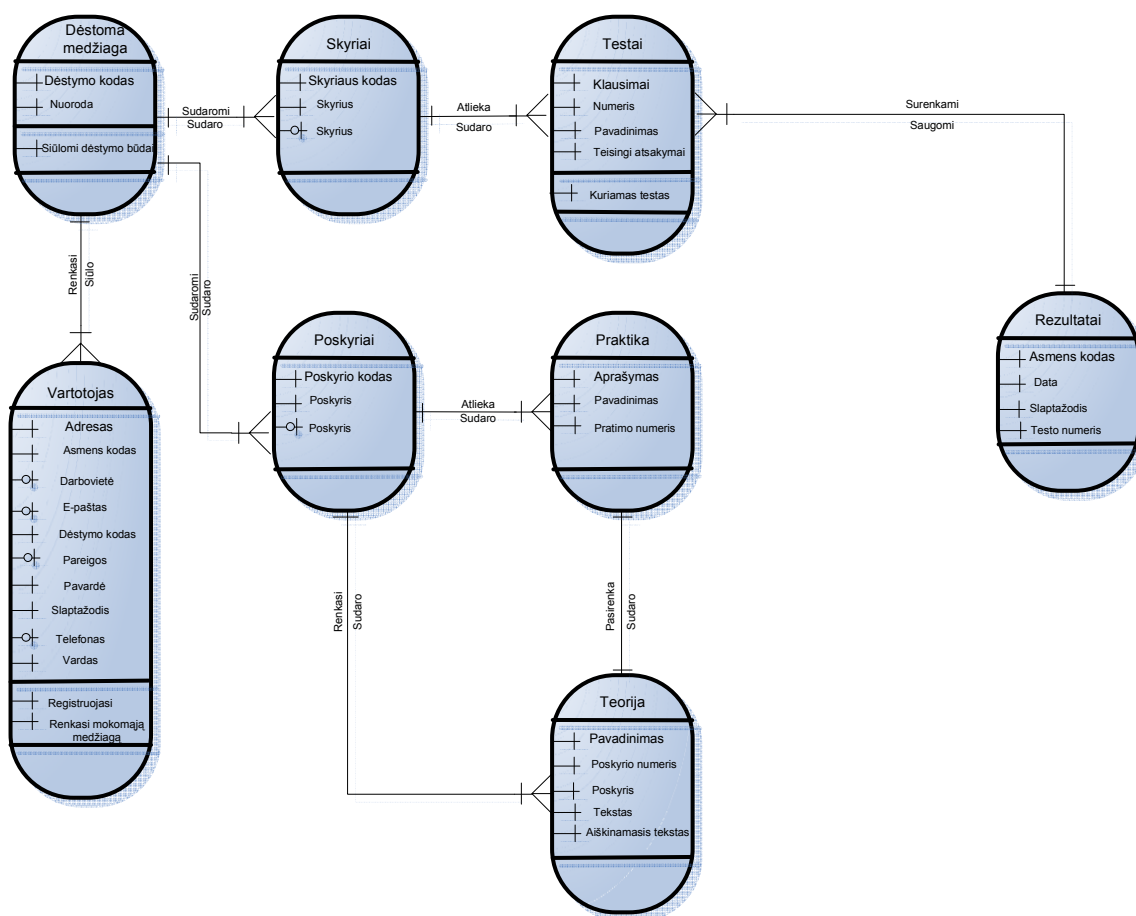 Dėstoma
medžiaga
Dėstymo kodas
Nuoroda
Siūlomi dėstymo būdai
Sudaromi
Sudaro
Skyriai
Skyriaus kodas
Skyrius
Skyrius
Atlieka
Sudaro
Testai
Klausimai
Numeris
Pavadinimas
Teisingi atsakymai
Kuriamas testas
Surenkami
Saugomi
Renkasi
Siūlo
Sudaromi
Sudaro
Poskyriai
Poskyrio kodas
Poskyris
Poskyris
Atlieka
Sudaro
Praktika
Aprašymas
Pavadinimas
Pratimo numeris
Rezultatai
Asmens kodas
Data
Slaptažodis
Testo numeris
Vartotojas
Adresas
Asmens kodas
Darbovietė
E-paštas
Dėstymo kodas
Pareigos
Pavardė
Slaptažodis
Telefonas
Vardas
Registruojasi
Renkasi mokomąją
medžiagą
Renkasi
Sudaro
Pasirenka
Sudaro
Teorija
Pavadinimas
Poskyrio numeris
Poskyris
Tekstas
Aiškinamasis tekstas